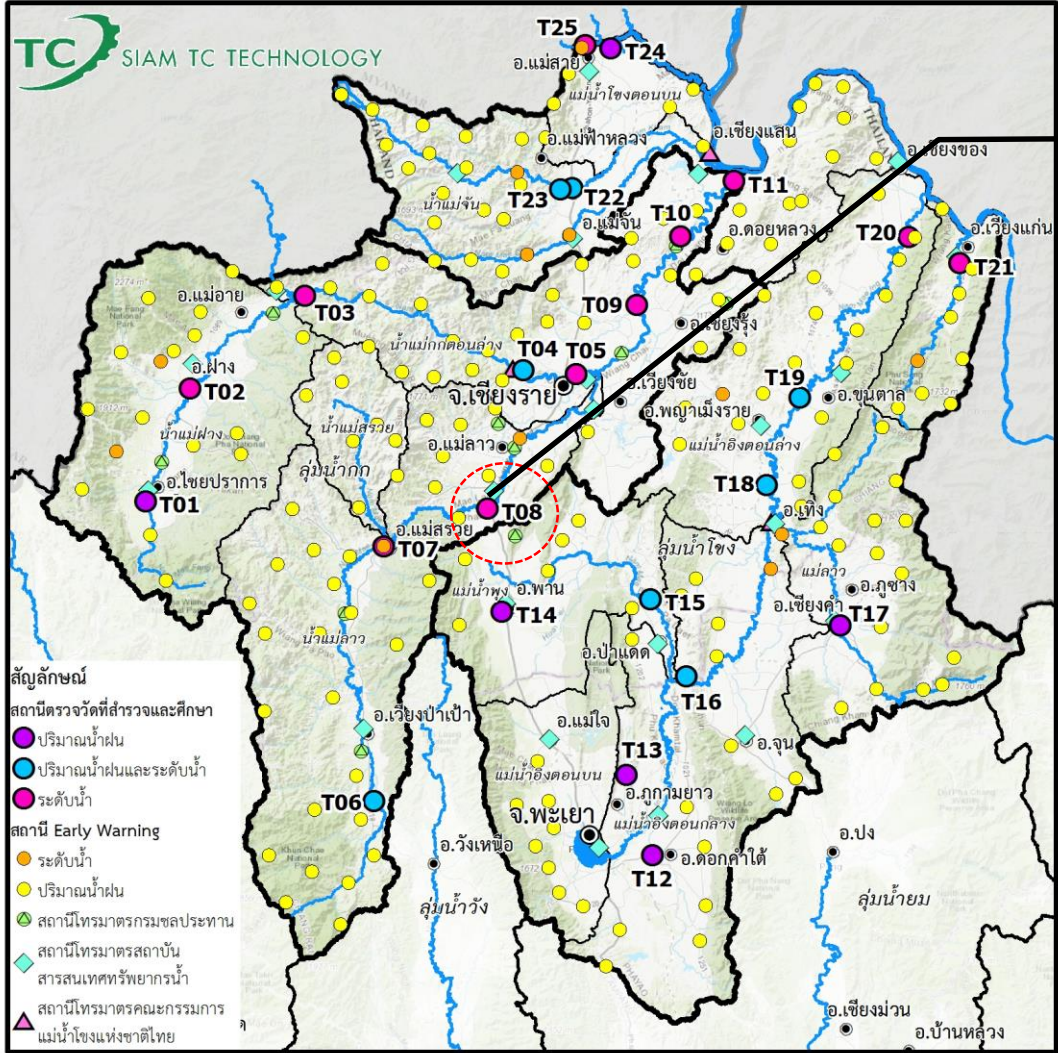 TC SIAM TC TECHNOLOGY
T25
T24
อ.แม่สาย
แม่น้ำโขงตอนบน
MYANMAR
THAILAND
THAILAND
อ.แม่ฟ้าหลวง
อ.เชียงแสน
อ.เชียงของ
T23
T22
T11
น้ำแม่จัน
อ.แม่จัน
T10
อ.ดอยหลวง
T20
อ.เวียงแก่น
T21
2274 m
Mae Fang
National
Park
อ.แม่อาย
T03
T09
อ.เชียงรุ้ง
น้ำแม่กกตอนล่าง
T04
T05
อ.ฝาง
T02
จ.เชียงราย
อ.เวียงชัย
T19
อ.ขุนตาล
1732 m
อ.พญาเม็งราย
น้ำแม่ฝาง
น้ำแม่สรวย
อ.แม่ลาว
แม่น้ำอิงตอนล่าง
ลุ่มน้ำกก
อ.ไชยปราการ
T01
T18
T08
อ.เทิง
อ.แม่สรวย
T07
ลุ่มน้ำโขง
แม่ลาว
อ.ภูซาง
แม่น้ำพุง
อ.พาน
T14
T15
อ.เชียงคำ
T17
น้ำแม่ลาว
อ.ป่าแดด
T16
สัญลักษณ์
สถานีตรวจวัดที่สำรวจและศึกษา
ปริมาณน้ำฝน
ปริมาณน้ำฝนและระดับน้ำ
ระดับน้ำ
สถานี Early Warning
ระดับน้ำ
ปริมาณน้ำฝน
สถานีโทรมาตรกรมชลประทาน
สถานีโทรมาตรสถาบัน
สารสนเทศทรัพยากรน้ำ
สถานีโทรมาตรคณะกรรมการ
แม่น้ำโขงแห่งชาติไทย
อ.เวียงป่าเป้า
อ.แม่ใจ
อ.จุน
T13
แม่น้ำอิงตอนบน
T06
อ.ภูกามยาว
แม่น้ำอิงตอนกลาง
จ.พะเยา
อ.วังเหนือ
อ.ปง
T12
อ.ดอกคำใต้
1672 m
ลุ่มน้ำวัง
ลุ่มน้ำยม
PHAYAO
อ.เชียงม่วน
อ.บ้านหลวง